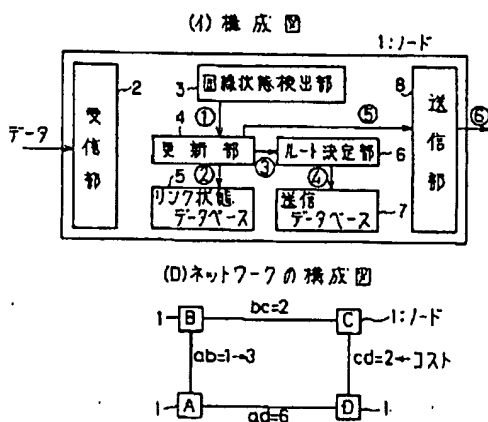 (イ)構成図
1:ノード
2
受信部
3
回線状態検出部
8
送信部
①
⑤
⑥
データ
4
更新部
③
ルート決定部
6
②
④
5
リンク状態
データベース
送信
データベース
7
(ロ)ネットワークの構成図
1
B
bc=2
C
1:ノード
ab=1→3
cd=2←コスト
1
A
ad=6
D
1